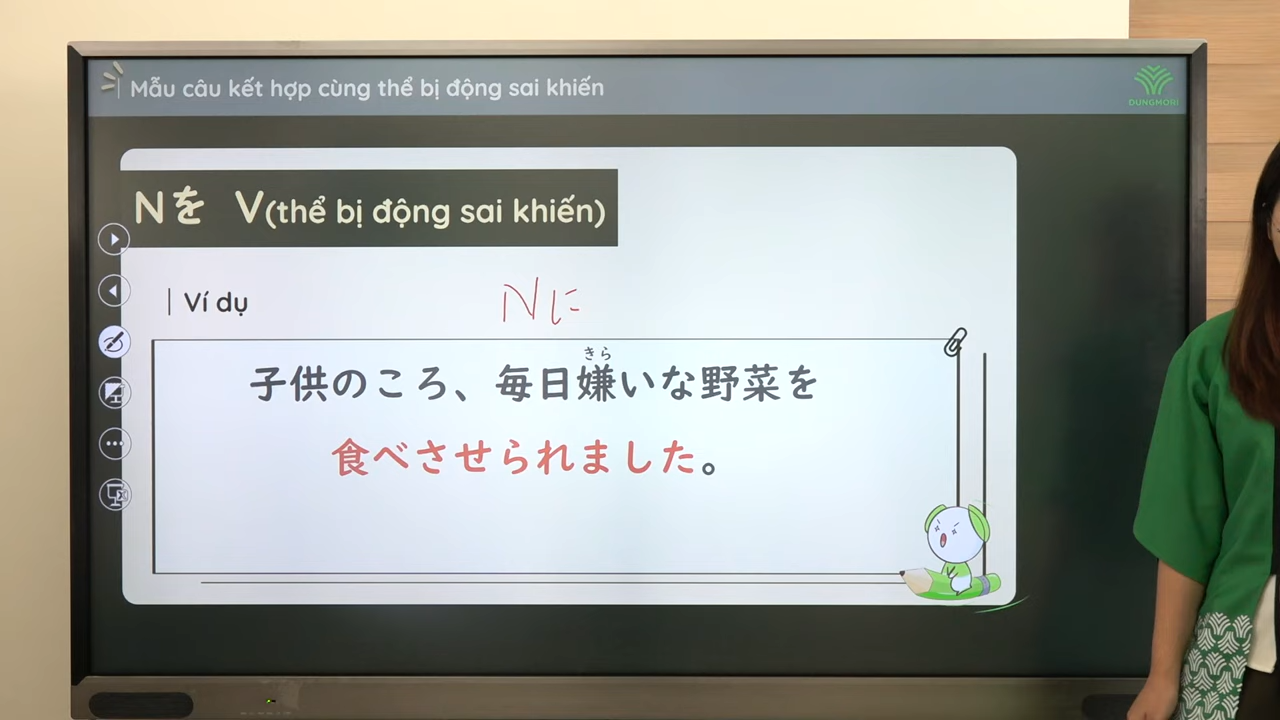 Mẫu câu kết hợp cùng thể bị động sai khiến
DUNGMORI
Nを V(thể bị động sai khiến)
Ví dụ
Nに
きら
子供のころ、毎日嫌いな野菜を
食べさせられました。